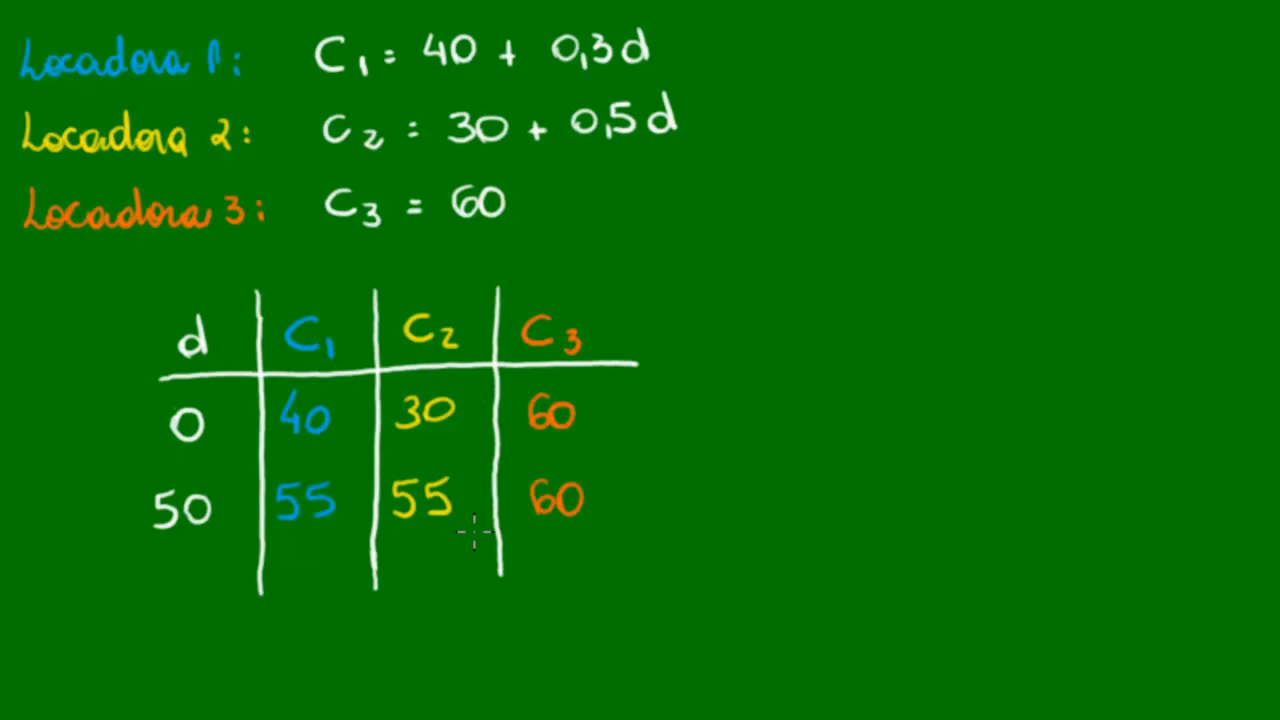 Locadora 1: C₁ = 40 + 0,3d
Locadora 2: C₂ = 30 + 0,5d
Locadora 3: C₃ = 60
d C₁ C₂ C₃
0 40 30 60
50 55 55 60